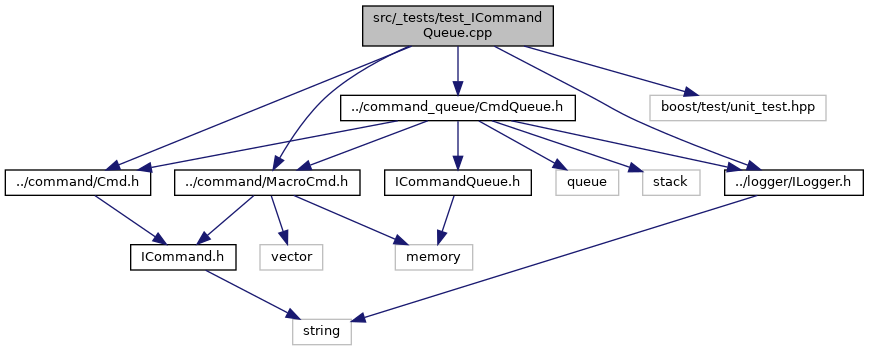 src/_tests/test_ICommand
Queue.cpp
../command_queue/CmdQueue.h
boost/test/unit_test.hpp
../command/Cmd.h
../command/MacroCmd.h
ICommandQueue.h
queue
stack
../logger/ILogger.h
ICommand.h
vector
memory
string